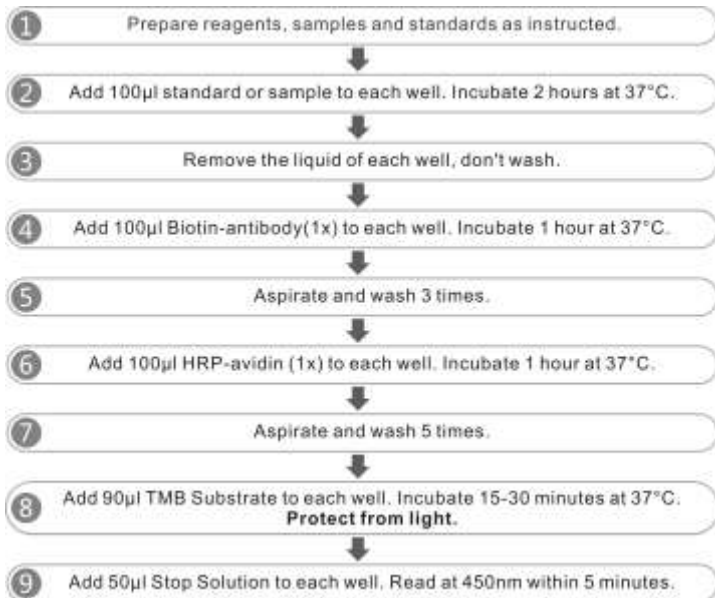 1 Prepare reagents, samples and standards as instructed.
2 Add 100µl standard or sample to each well. Incubate 2 hours at 37°C.
3 Remove the liquid of each well, don't wash.
4 Add 100µl Biotin-antibody(1x) to each well. Incubate 1 hour at 37°C.
5 Aspirate and wash 3 times.
6 Add 100µl HRP-avidin (1x) to each well. Incubate 1 hour at 37°C.
7 Aspirate and wash 5 times.
8 Add 90µl TMB Substrate to each well. Incubate 15-30 minutes at 37°C.
Protect from light.
9 Add 50µl Stop Solution to each well. Read at 450nm within 5 minutes.